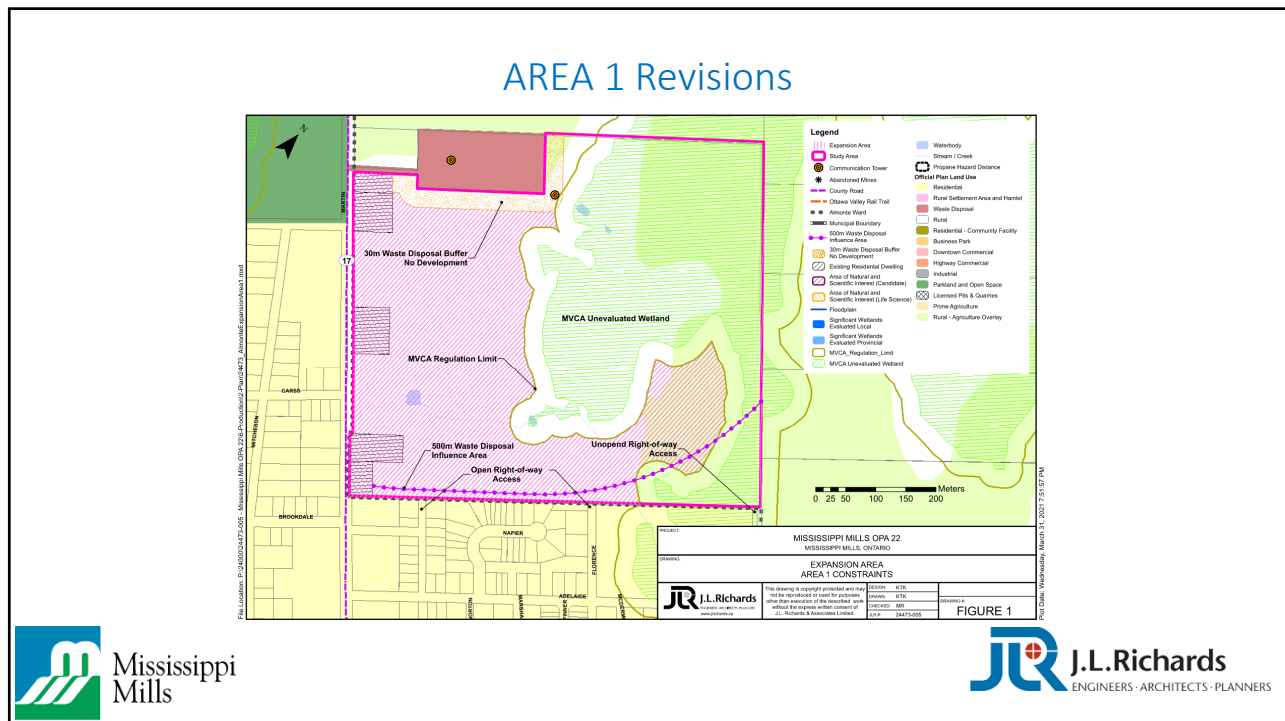 AREA 1 Revisions
N
MARTIN
17
30m Waste Disposal Buffer
No Development
MVCA Unevaluated Wetland
MVCA Regulation Limit
CARSS
MITCHESON
500m Waste Disposal
Influence Area
Unopend Right-of-way
Access
Open Right-of-way
Access
BROOKDALE
NAPIER
FLORENCE
ADELAIDE
Legend
Expansion Area
Study Area
Communication Tower
Abandoned Mines
County Road
Ottawa Valley Rail Trail
Almonte Ward
Municipal Boundary
500m Waste Disposal
Influence Area
30m Waste Disposal Buffer
No Development
Existing Residental Dwelling
Area of Natural and
Scientific Interest (Candidate)
Area of Natural and
Scientific Interest (Life Science)
Floodplain
Significant Wetlands
Evaluated Local
Significant Wetlands
Evaluated Provincial
MVCA_Regulation_Limit
MVCA Unevaluated Wetland
Waterbody
Stream / Creek
Propane Hazard Distance
Official Plan Land Use
Residential
Rural Settlement Area and Hamlet
Waste Disposal
Rural
Residential - Community Facility
Business Park
Downtown Commercial
Highway Commercial
Industrial
Parkland and Open Space
Licensed Pits & Quarries
Prime Agriculture
Rural - Agriculture Overlay
Meters
0 25 50 100 150 200
PROJECT:
MISSISSIPPI MILLS OPA 22
MISSISSIPPI MILLS, ONTARIO
DRAWING:
EXPANSION AREA
AREA 1 CONSTRAINTS
J.L.Richards
ENGINEERS·ARCHITECTS·PLANNERS
www.jlrichards.ca
This drawing is copyright protected and may
not be reproduced or used for purposes
other than execution of the described work
without the express written consent of
J.L. Richards & Associates Limited.
DESIGN: KTK
DRAWN: KTK
CHECKED: MR
JLR #: 24473-005
DRAWING #:
FIGURE 1
Plot Date: Wednesday, March 31, 2021 7:51:57 PM
Mississippi
Mills
J.L.Richards
ENGINEERS·ARCHITECTS·PLANNERS